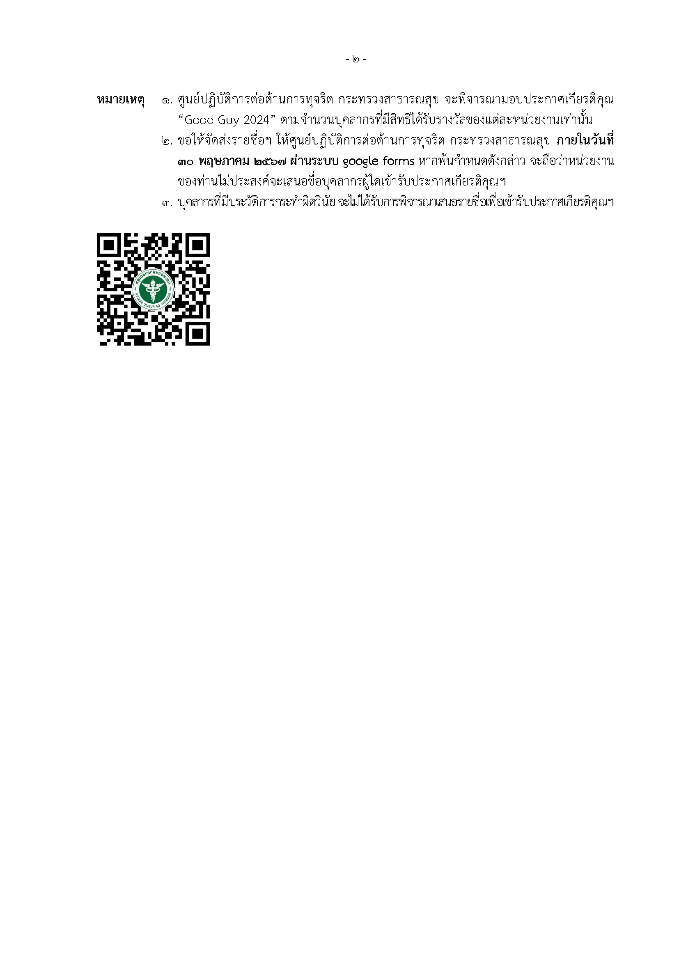 - ๒ -
หมายเหตุ ๑. ศูนย์ปฏิบัติการต่อต้านการทุจริต กระทรวงสาธารณสุข จะพิจารณามอบประกาศเกียรติคุณ
“Good Guy 2024” ตามจำนวนบุคลากรที่มีสิทธิได้รับรางวัลของแต่ละหน่วยงานเท่านั้น
๒. ขอให้จัดส่งรายชื่อฯ ให้ศูนย์ปฏิบัติการต่อต้านการทุจริต กระทรวงสาธารณสุข ภายในวันที่
๓๐ พฤษภาคม ๒๕๖๗ ผ่านระบบ google forms หากพ้นกำหนดดังกล่าว จะถือว่าหน่วยงาน
ของท่านไม่ประสงค์จะเสนอชื่อบุคลากรผู้ใดเข้ารับประกาศเกียรติคุณฯ
๓. บุคลากรที่มีประวัติการกระทำผิดวินัย จะไม่ได้รับการพิจารณาเสนอรายชื่อเพื่อเข้ารับประกาศเกียรติคุณฯ